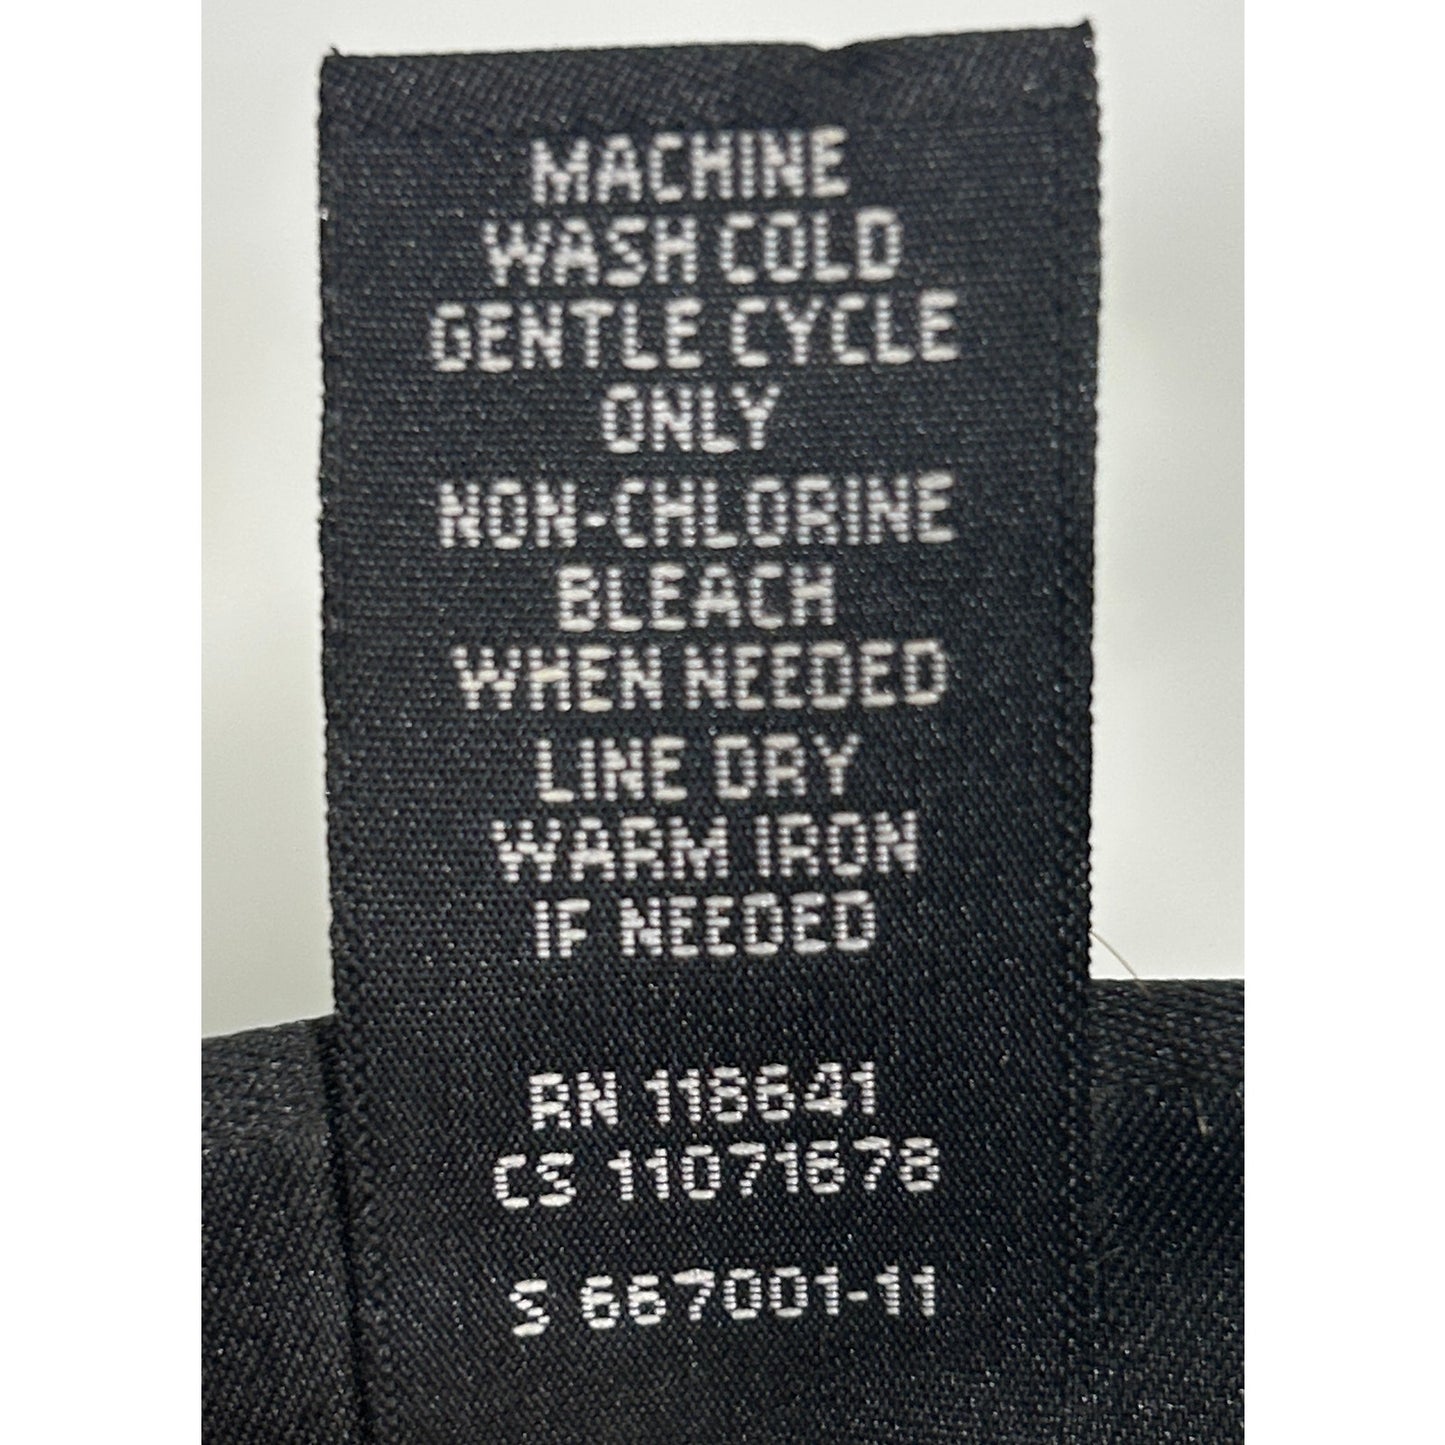 MACHINE
WASH COLD
GENTLE CYCLE
ONLY
NON-CHLORINE
BLEACH
WHEN NEEDED
LINE DRY
WARM IRON
IF NEEDED
RN 118641
CS 11071678
S 667001-11